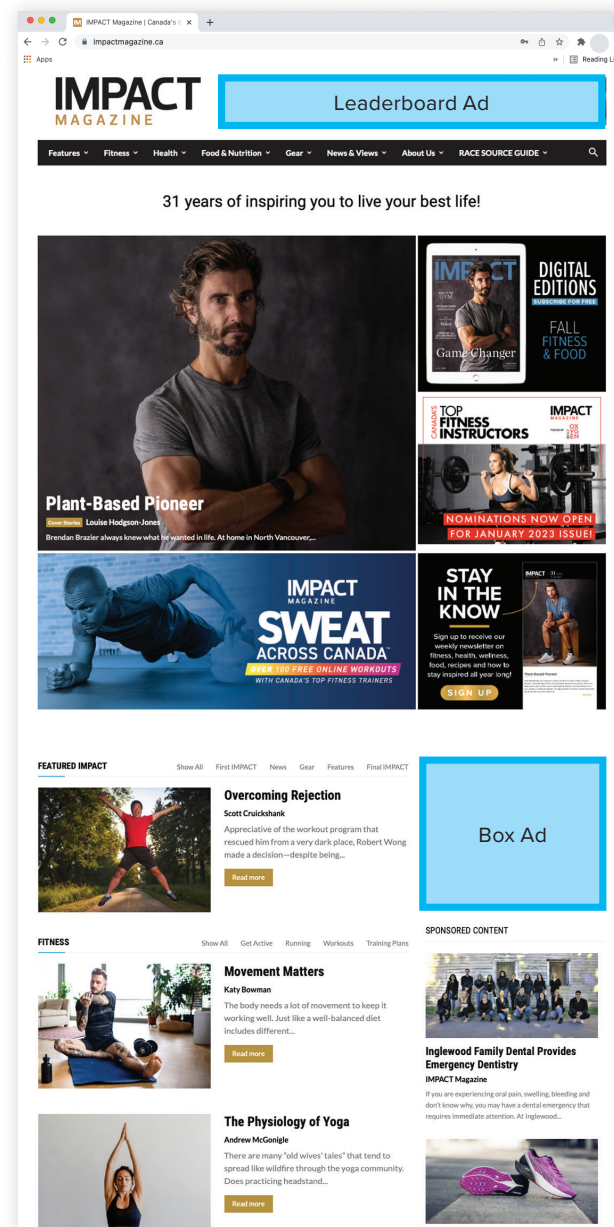 IMPACT Magazine | Canada's b
impactmagazine.ca
Apps
Reading Li
IMPACT
MAGAZINE
Leaderboard Ad
Features Fitness Health Food & Nutrition Gear News & Views About Us RACE SOURCE GUIDE
31 years of inspiring you to live your best life!
Plant-Based Pioneer
Cover Stories Louise Hodgson-Jones
Brendan Brazier always knew what he wanted in life. At home in North Vancouver,...
IMPACT
Game Changer
DIGITAL
EDITIONS
SUBSCRIBE FOR FREE
FALL
FITNESS
& FOOD
CANADA'S
TOP
FITNESS
INSTRUCTORS
IMPACT
MAGAZINE
OXYGEN
NOMINATIONS NOW OPEN
FOR JANUARY 2023 ISSUE!
IMPACT
MAGAZINE
SWEAT
ACROSS CANADA™
OVER 100 FREE ONLINE WORKOUTS
WITH CANADA'S TOP FITNESS TRAINERS
STAY
IN THE
KNOW
Sign up to receive our
weekly newsletter on
fitness, health, wellness,
food, recipes and how to
stay inspired all year long!
SIGN UP
IMPACT
Plant-Based Pioneer
FEATURED IMPACT
Show All First IMPACT News Gear Features Final IMPACT
Overcoming Rejection
Scott Cruickshank
Appreciative of the workout program that
rescued him from a very dark place, Robert Wong
made a decision—despite being...
Read more
Box Ad
FITNESS
Show All Get Active Running Workouts Training Plans
Movement Matters
Katy Bowman
The body needs a lot of movement to keep it
working well. Just like a well-balanced diet
includes different...
Read more
The Physiology of Yoga
Andrew McGonigle
There are many "old wives' tales" that tend to
spread like wildfire through the yoga community.
Does practicing headstand...
Read more
SPONSORED CONTENT
Inglewood Family Dental Provides
Emergency Dentistry
IMPACT Magazine
If you are experiencing oral pain, swelling, bleeding and
don't know why, you may have a dental emergency that
requires immediate attention. At Inglewood...